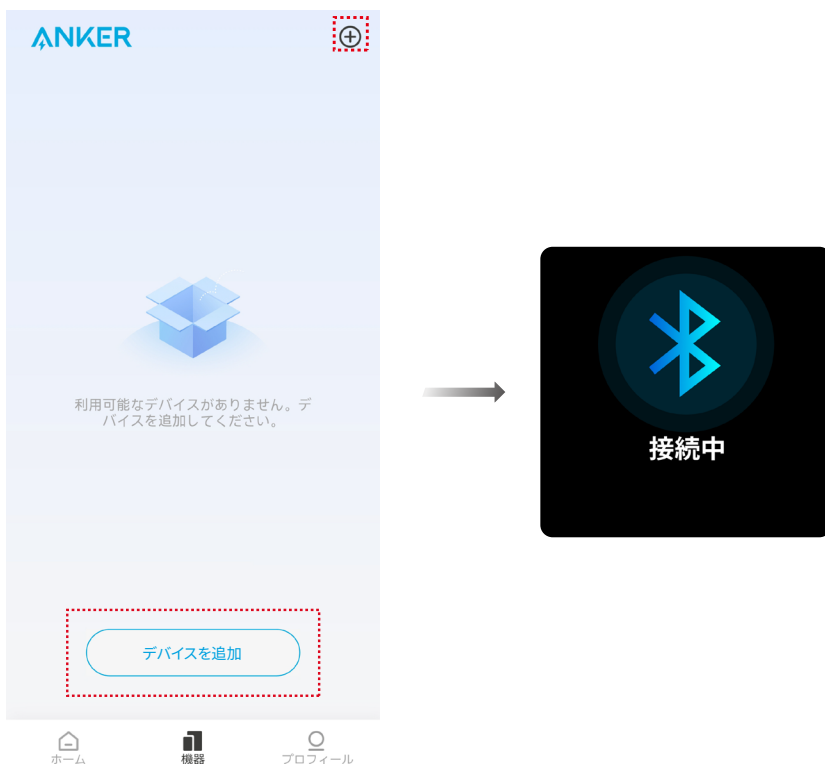 ANKER
利用可能なデバイスがありません。デ
バイスを追加してください。
デバイスを追加
ホーム
機器
プロフィール
接続中